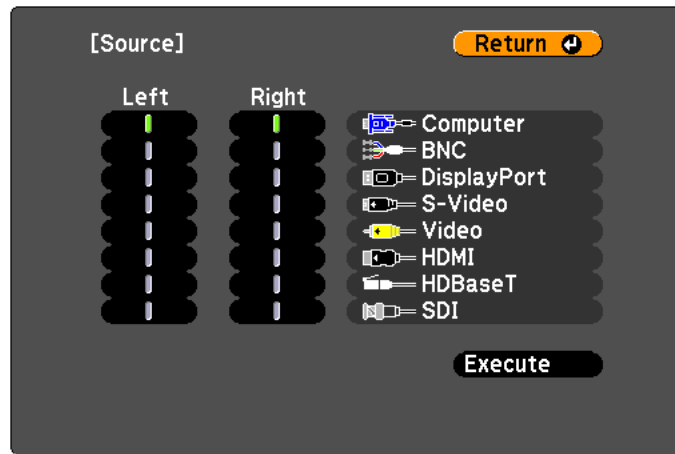 [Source]
Return
Left Right
Computer
BNC
DisplayPort
S-Video
Video
HDMI
HDBaseT
SDI
Execute